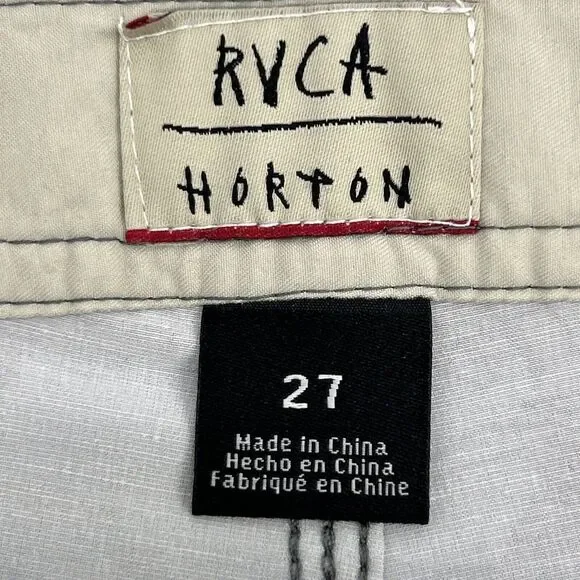 RVCA
HORTON
27
Made in China
Hecho en China
Fabriqué en Chine